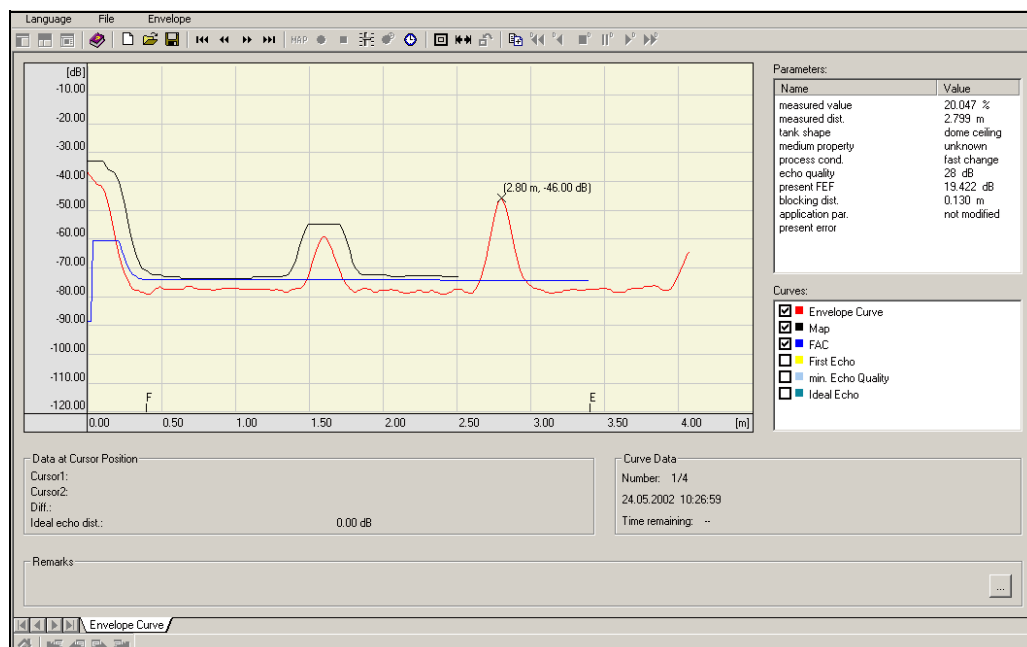 Language File Envelope
MAP
[dB]
-10.00
-20.00
-30.00
-40.00
-50.00
-60.00
-70.00
-80.00
-90.00
-100.00
-110.00
-120.00
(2.80 m, -46.00 dB)
F
E
0.00 0.50 1.00 1.50 2.00 2.50 3.00 3.50 4.00 [m]
Parameters:
Name Value
measured value 20.047 %
measured dist. 2.799 m
tank shape dome ceiling
medium property unknown
process cond. fast change
echo quality 28 dB
present FEF 19.422 dB
blocking dist. 0.130 m
application par. not modified
present error
Curves:
Envelope Curve
Map
FAC
First Echo
min. Echo Quality
Ideal Echo
Data at Cursor Position
Cursor1:
Cursor2:
Diff.:
Ideal echo dist.: 0.00 dB
Curve Data
Number: 1/4
24.05.2002 10:26:59
Time remaining: --
Remarks
...
Envelope Curve